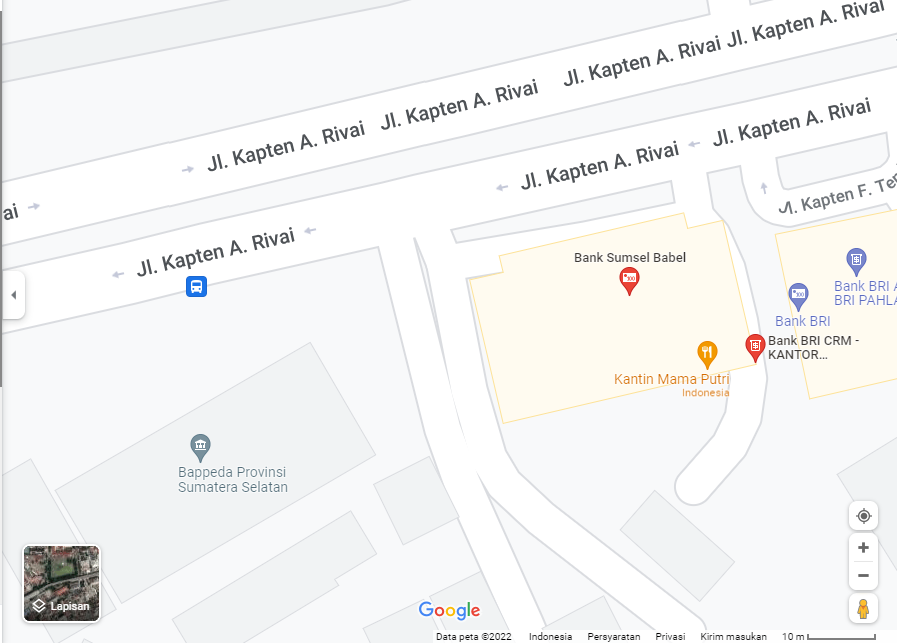 Jl. Kapten A. Rivai
Jl. Kapten A. Rivai
Jl. Kapten A. Rivai
Jl. Kapten A. Rivai
Jl. Kapten A. Rivai
Jl. Kapten A. Rivai
ai
Jl. Kapten F. Te
Jl. Kapten A. Rivai
Bank Sumsel Babel
Bank BRI A
BRI PAHLA
Bank BRI
Bank BRI CRM -
KANTOR...
Kantin Mama Putri
Indonesia
Bappeda Provinsi
Sumatera Selatan
Lapisan
Google
Data peta ©2022 Indonesia Persyaratan Privasi Kirim masukan 10 m